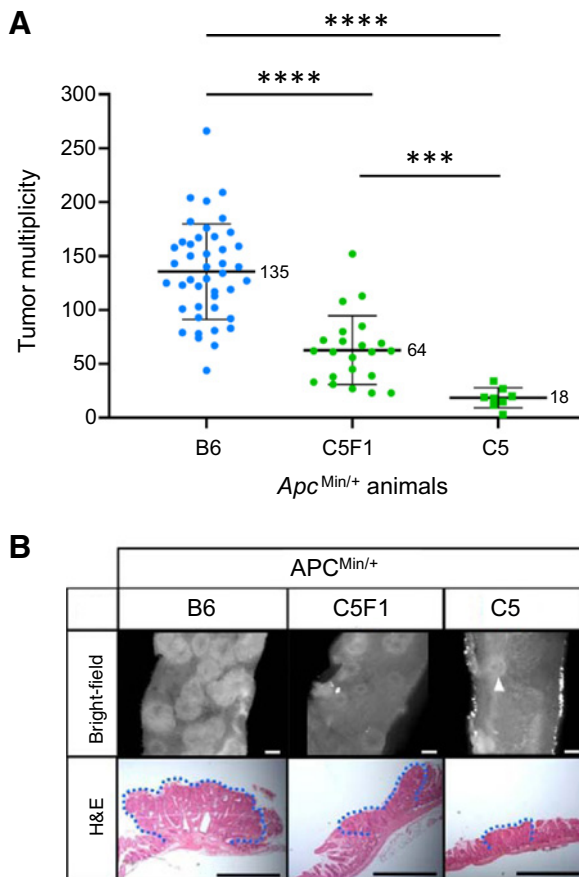 A
****
****
***
300
250
200
150
100
50
0
Tumor multiplicity
135
64
18
B6 C5F1 C5
Apc^Min/+ animals
B
APC^Min/+
B6 C5F1 C5
Bright-field
H&E